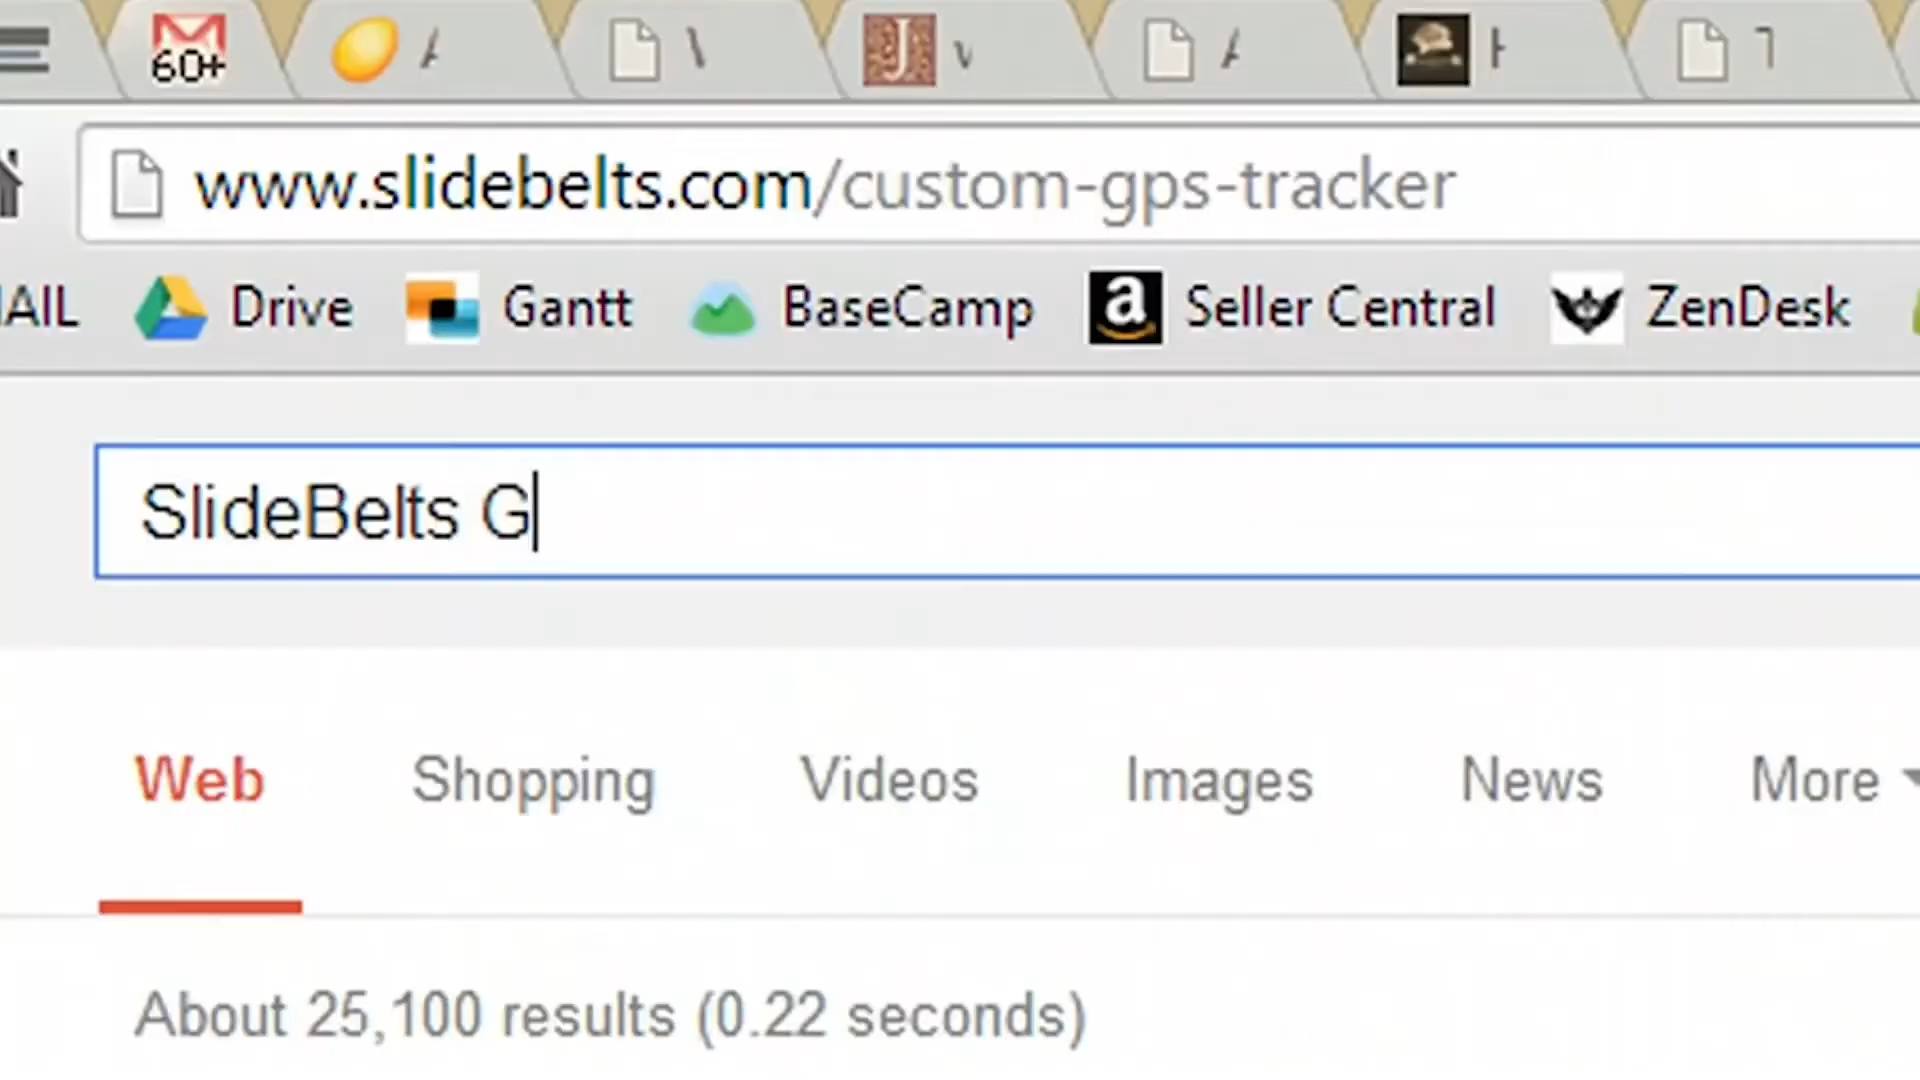 60+
www.slidebelts.com/custom-gps-tracker
AIL Drive Gantt BaseCamp Seller Central ZenDesk
SlideBelts G
Web Shopping Videos Images News More
About 25,100 results (0.22 seconds)